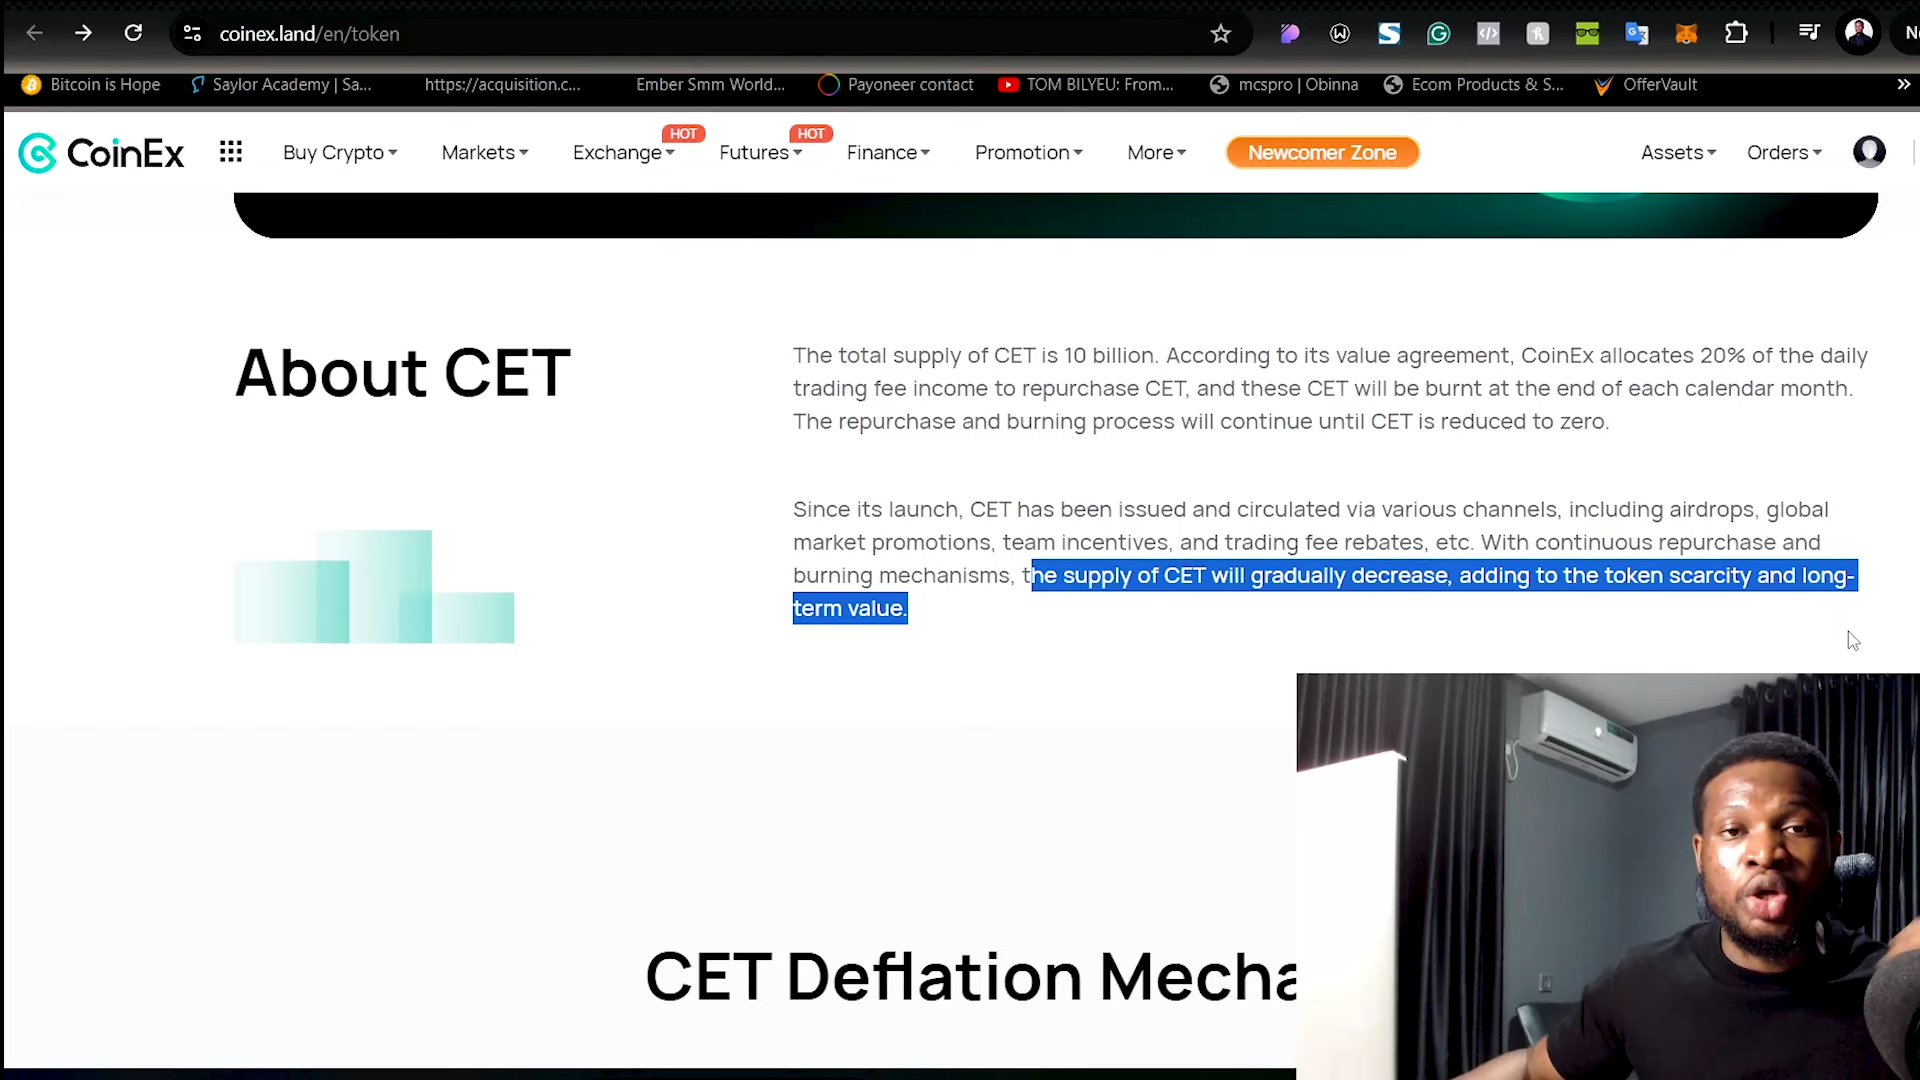 coinex.land/en/token
Bitcoin is Hope
Saylor Academy | Sa...
https://acquisition.c...
Ember Smm World...
Payoneer contact
TOM BILYEU: From...
mcspro | Obinna
Ecom Products & S...
OfferVault
CoinEx
Buy Crypto
Markets
Exchange
HOT
Futures
HOT
Finance
Promotion
More
Newcomer Zone
Assets
Orders
About CET
The total supply of CET is 10 billion. According to its value agreement, CoinEx allocates 20% of the daily
trading fee income to repurchase CET, and these CET will be burnt at the end of each calendar month.
The repurchase and burning process will continue until CET is reduced to zero.
Since its launch, CET has been issued and circulated via various channels, including airdrops, global
market promotions, team incentives, and trading fee rebates, etc. With continuous repurchase and
burning mechanisms, the supply of CET will gradually decrease, adding to the token scarcity and long-
term value.
CET Deflation Mecha